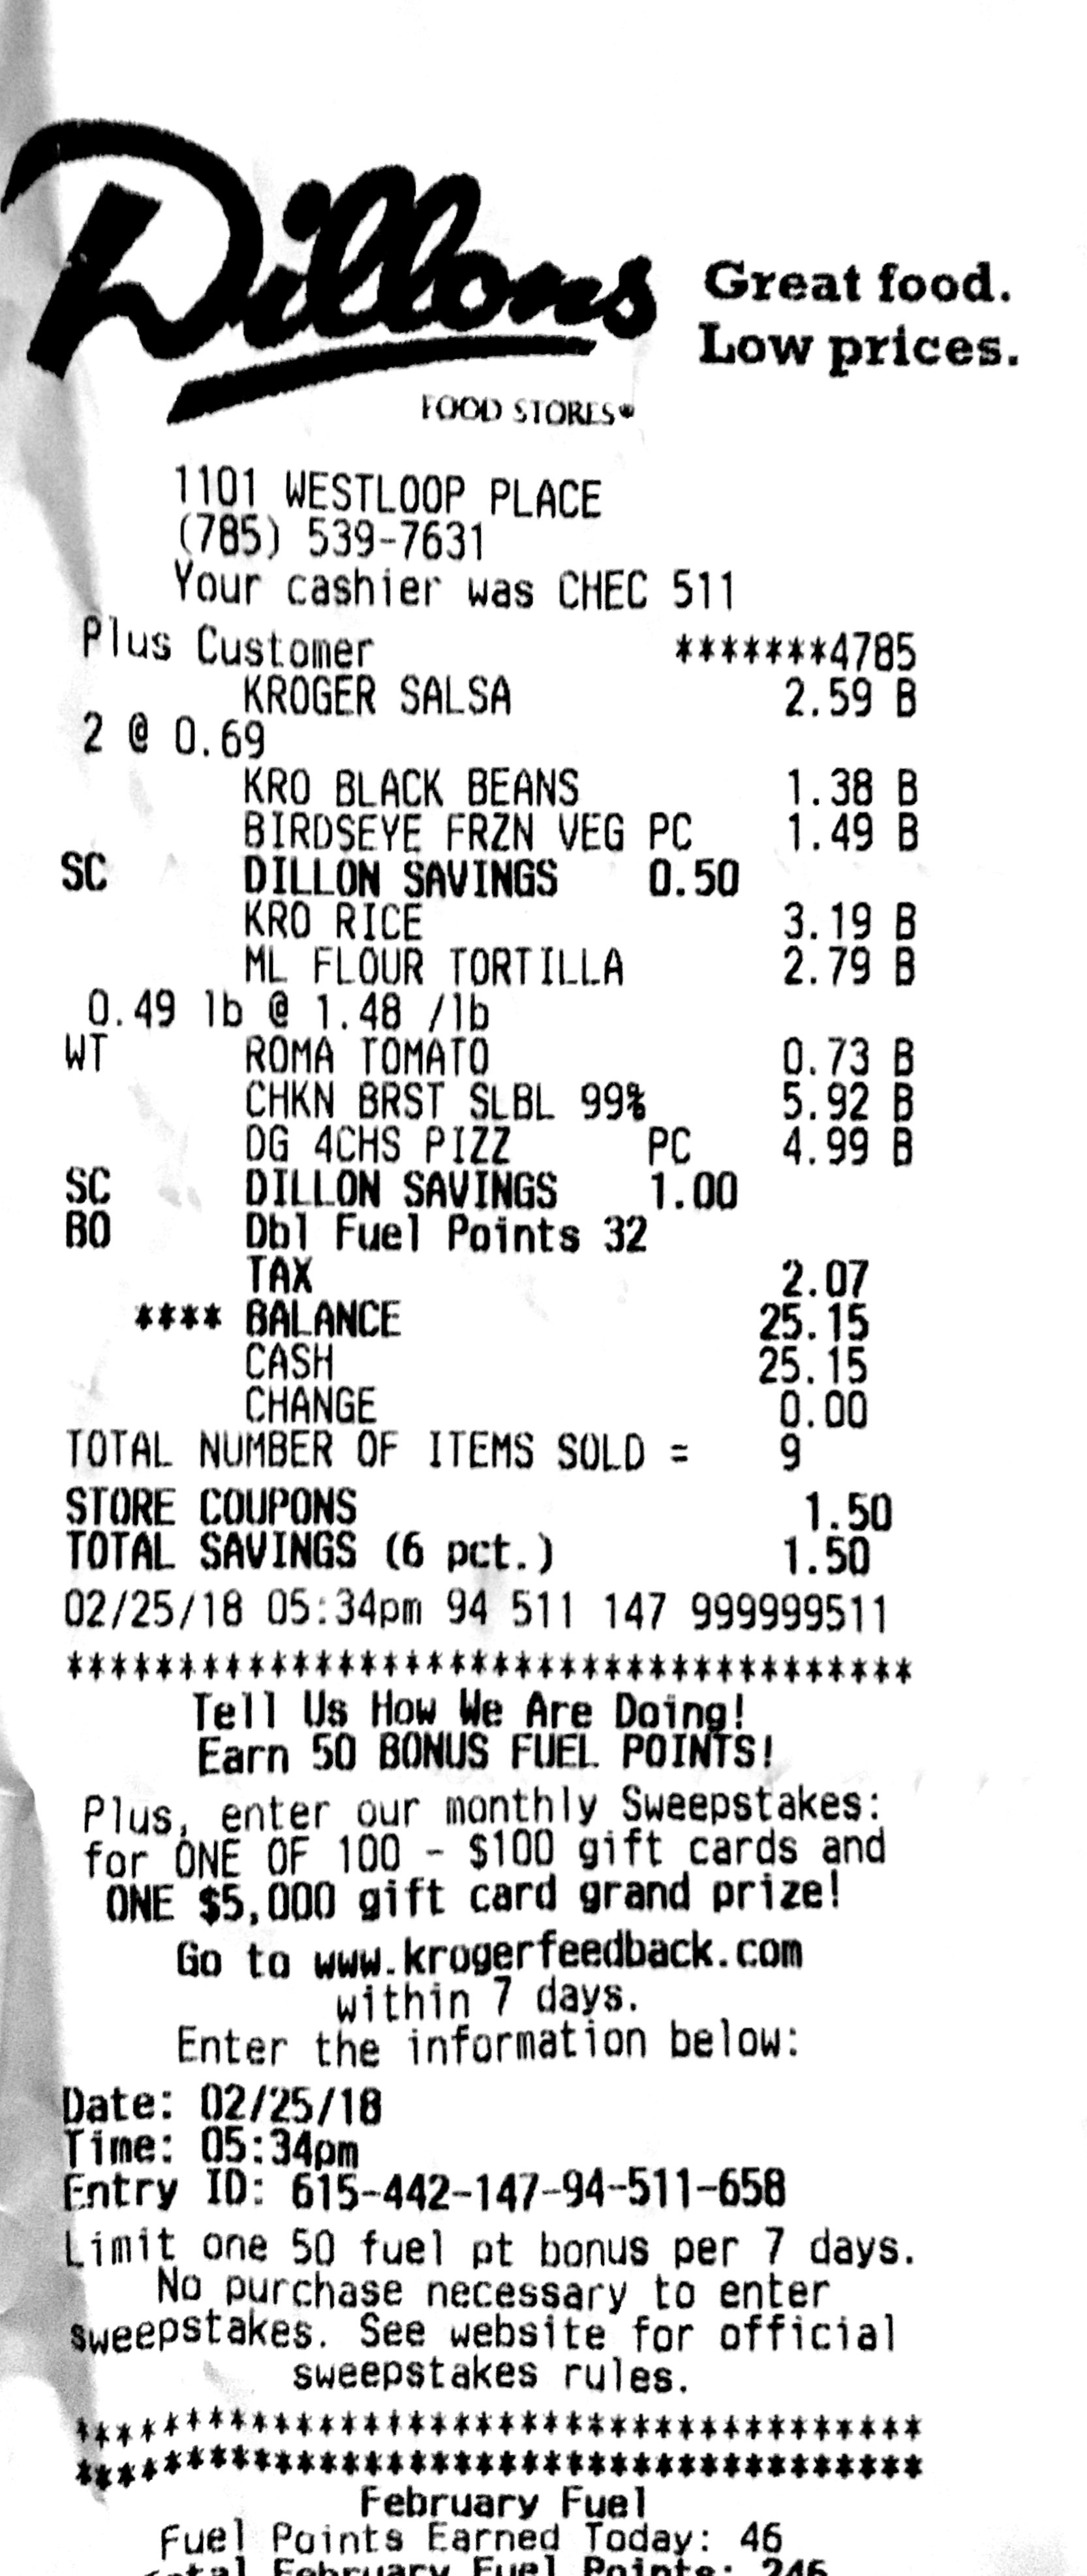 Dillons
Great food.
Low prices.
FOOD STORES®
1101 WESTLOOP PLACE
(785) 539-7631
Your cashier was CHEC 511
Plus Customer *******4785
KROGER SALSA 2.59 B
2 @ 0.69
KRO BLACK BEANS 1.38 B
BIRDSEYE FRZN VEG PC 1.49 B
SC DILLON SAVINGS 0.50
KRO RICE 3.19 B
ML FLOUR TORTILLA 2.79 B
0.49 lb @ 1.48 /lb
WT ROMA TOMATO 0.73 B
CHKN BRST SLBL 99% 5.92 B
DG 4CHS PIZZ PC 4.99 B
SC DILLON SAVINGS 1.00
BO Dbl Fuel Points 32
TAX 2.07
**** BALANCE 25.15
CASH 25.15
CHANGE 0.00
TOTAL NUMBER OF ITEMS SOLD = 9
STORE COUPONS 1.50
TOTAL SAVINGS (6 pct.) 1.50
02/25/18 05:34pm 94 511 147 999999511
**************************************
Tell Us How We Are Doing!
Earn 50 BONUS FUEL POINTS!
Plus, enter our monthly Sweepstakes:
for ONE OF 100 - $100 gift cards and
ONE $5,000 gift card grand prize!
Go to www.krogerfeedback.com
within 7 days.
Enter the information below:
Date: 02/25/18
Time: 05:34pm
Entry ID: 615-442-147-94-511-658
Limit one 50 fuel pt bonus per 7 days.
No purchase necessary to enter
sweepstakes. See website for official
sweepstakes rules.
**************************************
**************************************
February Fuel
Fuel Points Earned Today: 46
Total February Fuel Points: 246